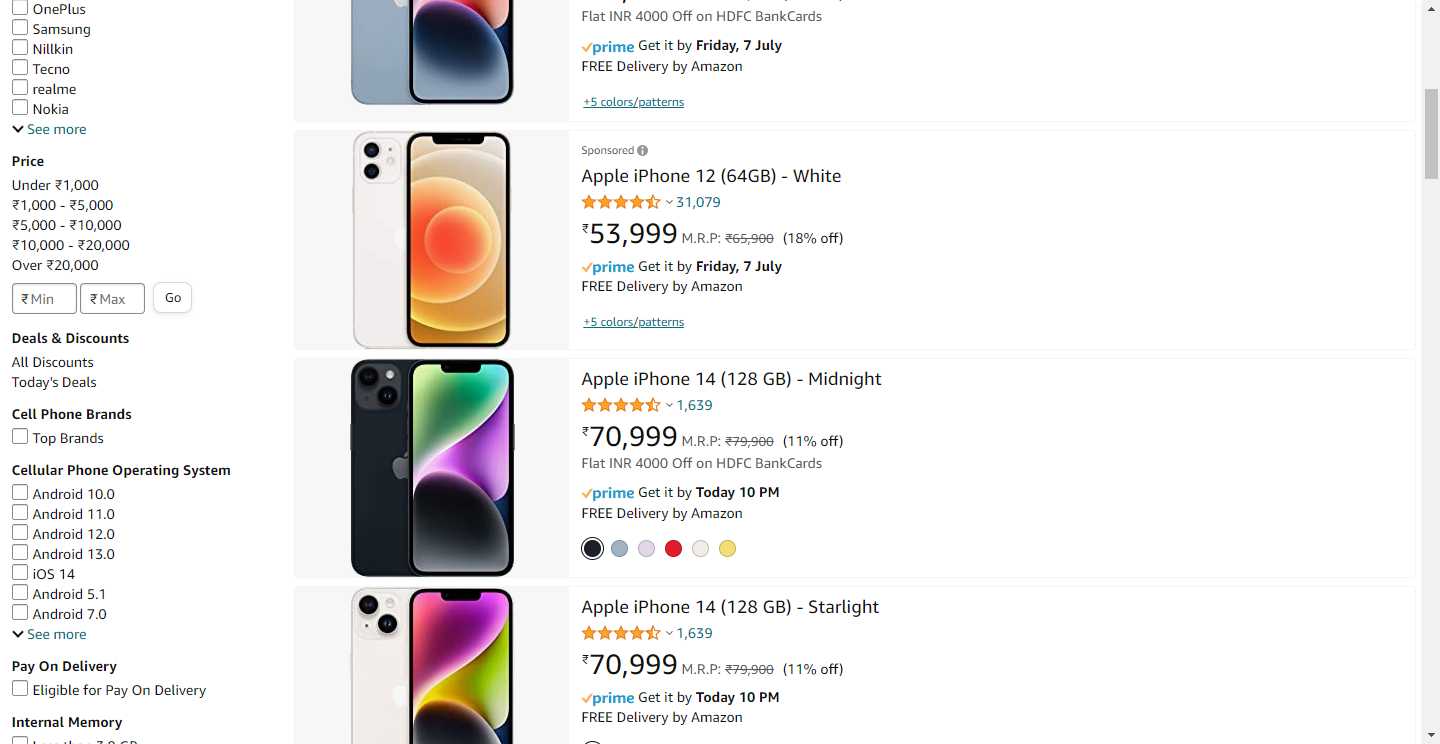 OnePlus
Samsung
Nillkin
Tecno
realme
Nokia
See more
Price
Under ₹1,000
₹1,000 - ₹5,000
₹5,000 - ₹10,000
₹10,000 - ₹20,000
Over ₹20,000
₹ Min ₹ Max Go
Deals & Discounts
All Discounts
Today's Deals
Cell Phone Brands
Top Brands
Cellular Phone Operating System
Android 10.0
Android 11.0
Android 12.0
Android 13.0
iOS 14
Android 5.1
Android 7.0
See more
Pay On Delivery
Eligible for Pay On Delivery
Internal Memory
Flat INR 4000 Off on HDFC BankCards
prime Get it by Friday, 7 July
FREE Delivery by Amazon
+5 colors/patterns
Sponsored
Apple iPhone 12 (64GB) - White
31,079
₹53,999 M.R.P: ₹65,900 (18% off)
prime Get it by Friday, 7 July
FREE Delivery by Amazon
+5 colors/patterns
Apple iPhone 14 (128 GB) - Midnight
1,639
₹70,999 M.R.P: ₹79,900 (11% off)
Flat INR 4000 Off on HDFC BankCards
prime Get it by Today 10 PM
FREE Delivery by Amazon
Apple iPhone 14 (128 GB) - Starlight
1,639
₹70,999 M.R.P: ₹79,900 (11% off)
prime Get it by Today 10 PM
FREE Delivery by Amazon